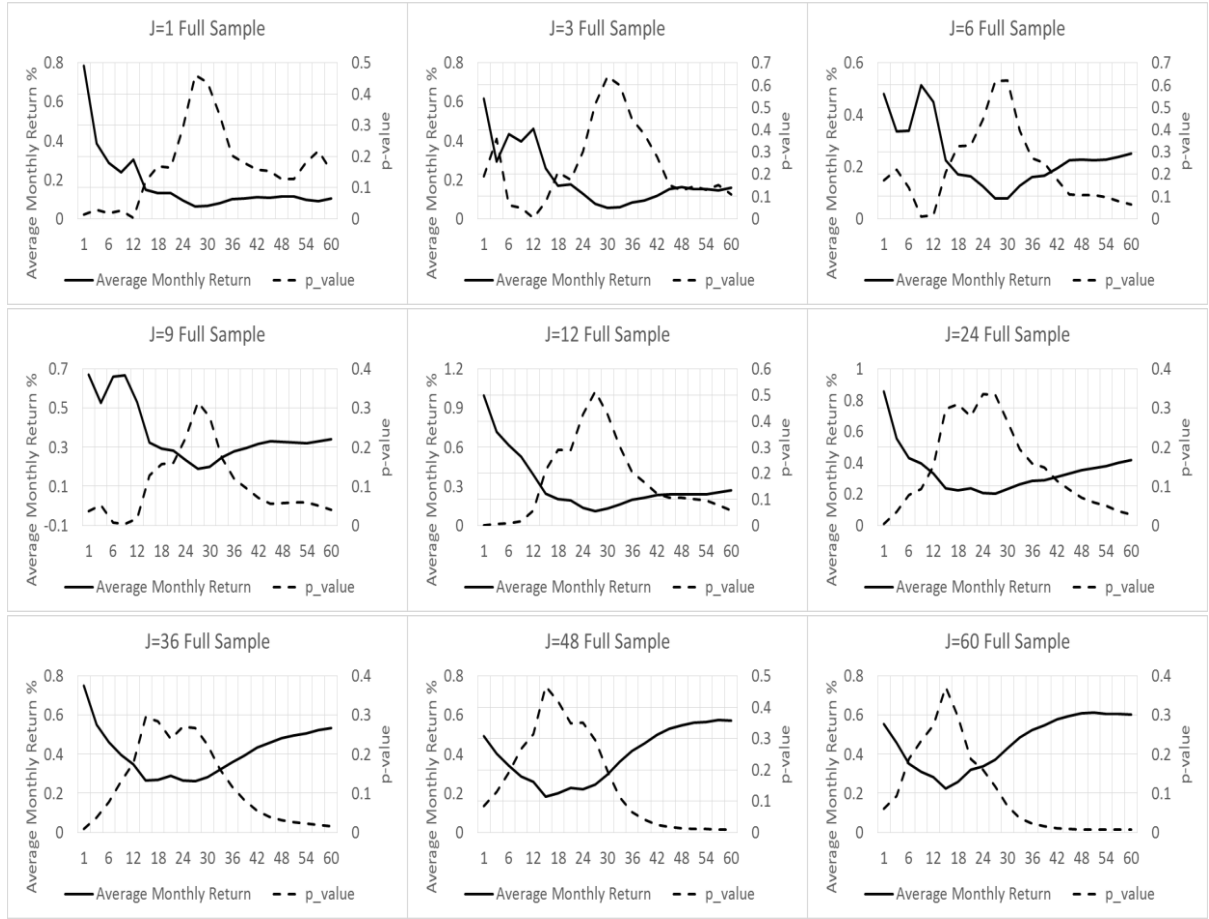 J=1 Full Sample
Average Monthly Return %
0.8
0.6
0.4
0.2
0
0.5
0.4
0.3
0.2
0.1
0
p-value
1 6 12 18 24 30 36 42 48 54 60
Average Monthly Return p_value
J=3 Full Sample
Average Monthly Return %
0.8
0.6
0.4
0.2
0
0.7
0.6
0.5
0.4
0.3
0.2
0.1
0
p-value
1 6 12 18 24 30 36 42 48 54 60
Average Monthly Return p_value
J=6 Full Sample
Average Monthly Return %
0.6
0.4
0.2
0
0.7
0.6
0.5
0.4
0.3
0.2
0.1
0
p-value
1 6 12 18 24 30 36 42 48 54 60
Average Monthly Return p_value
J=9 Full Sample
Average Monthly Return %
0.7
0.5
0.3
0.1
-0.1
0.4
0.3
0.2
0.1
0
p-value
1 6 12 18 24 30 36 42 48 54 60
Average Monthly Return p_value
J=12 Full Sample
Average Monthly Return %
1.2
0.9
0.6
0.3
0
0.6
0.5
0.4
0.3
0.2
0.1
0
p-value
1 6 12 18 24 30 36 42 48 54 60
Average Monthly Return p_value
J=24 Full Sample
Average Monthly Return %
1
0.8
0.6
0.4
0.2
0
0.4
0.3
0.2
0.1
0
p-value
1 6 12 18 24 30 36 42 48 54 60
Average Monthly Return p_value
J=36 Full Sample
Average Monthly Return %
0.8
0.6
0.4
0.2
0
0.4
0.3
0.2
0.1
0
p-value
1 6 12 18 24 30 36 42 48 54 60
Average Monthly Return p_value
J=48 Full Sample
Average Monthly Return %
0.8
0.6
0.4
0.2
0
0.5
0.4
0.3
0.2
0.1
0
p-value
1 6 12 18 24 30 36 42 48 54 60
Average Monthly Return p_value
J=60 Full Sample
Average Monthly Return %
0.8
0.6
0.4
0.2
0
0.4
0.3
0.2
0.1
0
p-value
1 6 12 18 24 30 36 42 48 54 60
Average Monthly Return p_value